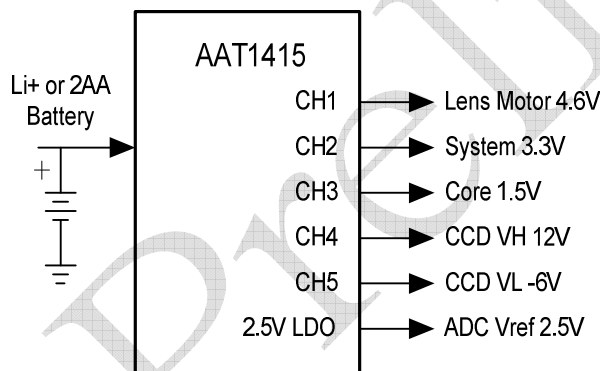 AAT1415
Li+ or 2AA
Battery
+
CH1
Lens Motor 4.6V
CH2
System 3.3V
CH3
Core 1.5V
CH4
CCD VH 12V
CH5
CCD VL -6V
2.5V LDO
ADC Vref 2.5V